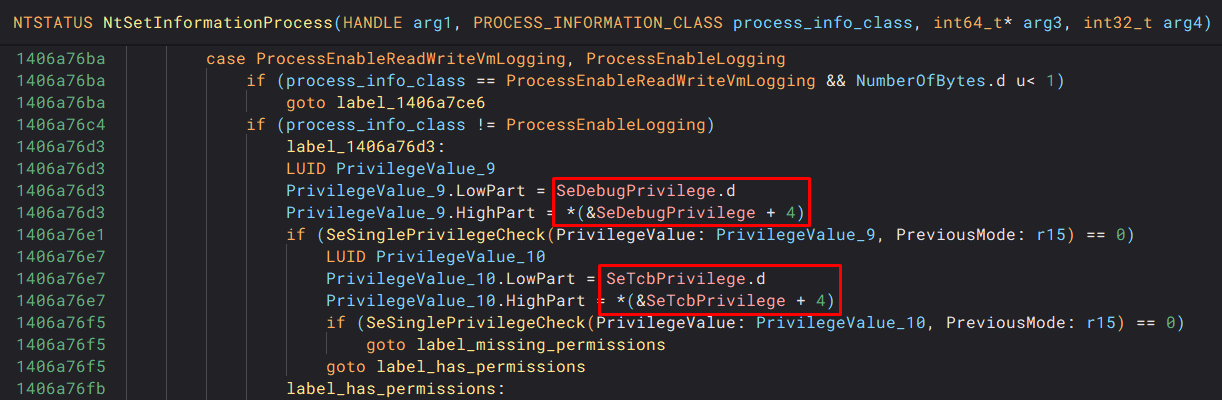 NTSTATUS NtSetInformationProcess(HANDLE arg1, PROCESS_INFORMATION_CLASS process_info_class, int64_t* arg3, int32_t arg4)
1406a76ba case ProcessEnableReadWriteVmLogging, ProcessEnableLogging
1406a76ba if (process_info_class == ProcessEnableReadWriteVmLogging && NumberOfBytes.d u< 1)
1406a76ba goto label_1406a7ce6
1406a76c4 if (process_info_class != ProcessEnableLogging)
1406a76d3 label_1406a76d3:
1406a76d3 LUID PrivilegeValue_9
1406a76d3 PrivilegeValue_9.LowPart = SeDebugPrivilege.d
1406a76d3 PrivilegeValue_9.HighPart = *(&SeDebugPrivilege + 4)
1406a76e1 if (SeSinglePrivilegeCheck(PrivilegeValue: PrivilegeValue_9, PreviousMode: r15) == 0)
1406a76e7 LUID PrivilegeValue_10
1406a76e7 PrivilegeValue_10.LowPart = SeTcbPrivilege.d
1406a76e7 PrivilegeValue_10.HighPart = *(&SeTcbPrivilege + 4)
1406a76f5 if (SeSinglePrivilegeCheck(PrivilegeValue: PrivilegeValue_10, PreviousMode: r15) == 0)
1406a76f5 goto label_missing_permissions
1406a76f5 goto label_has_permissions
1406a76fb label_has_permissions: